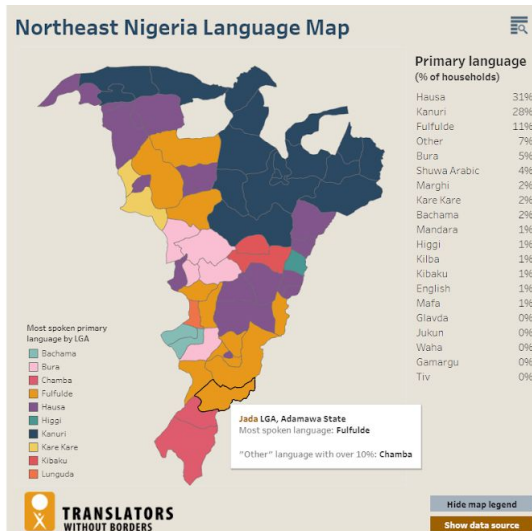 Northeast Nigeria Language Map
Primary language
(% of households)
Hausa 31%
Kanuri 28%
Fulfulde 11%
Other 7%
Bura 5%
Shuwa Arabic 4%
Marghi 2%
Kare Kare 2%
Bachama 2%
Mandara 1%
Higgi 1%
Kilba 1%
Kibaku 1%
English 1%
Mafa 1%
Glavda 0%
Jukun 0%
Waha 0%
Gamargu 0%
Tiv 0%
Most spoken primary
language by LGA
Bachama
Bura
Chamba
Fulfulde
Hausa
Higgi
Kanuri
Kare Kare
Kibaku
Lunguda
Jada LGA, Adamawa State
Most spoken language: Fulfulde
"Other" language with over 10%: Chamba
TRANSLATORS
WITHOUT BORDERS
Hide map legend
Show data source